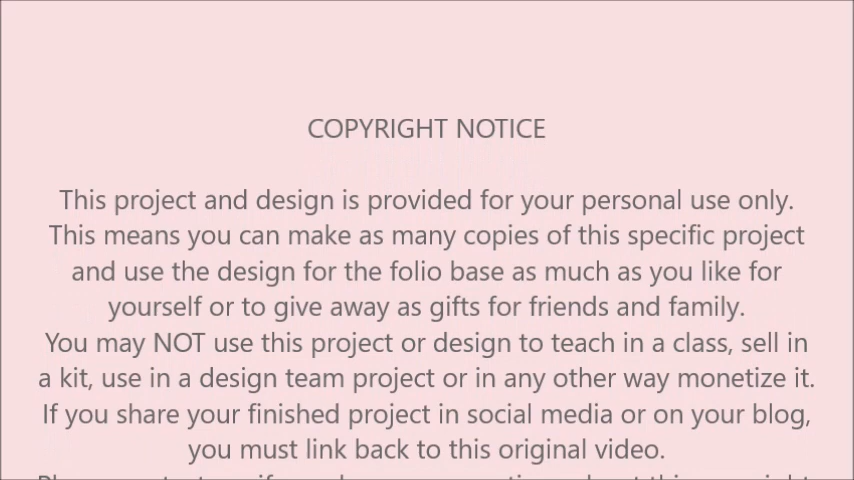 COPYRIGHT NOTICE
This project and design is provided for your personal use only.
This means you can make as many copies of this specific project
and use the design for the folio base as much as you like for
yourself or to give away as gifts for friends and family.
You may NOT use this project or design to teach in a class, sell in
a kit, use in a design team project or in any other way monetize it.
If you share your finished project in social media or on your blog,
you must link back to this original video.